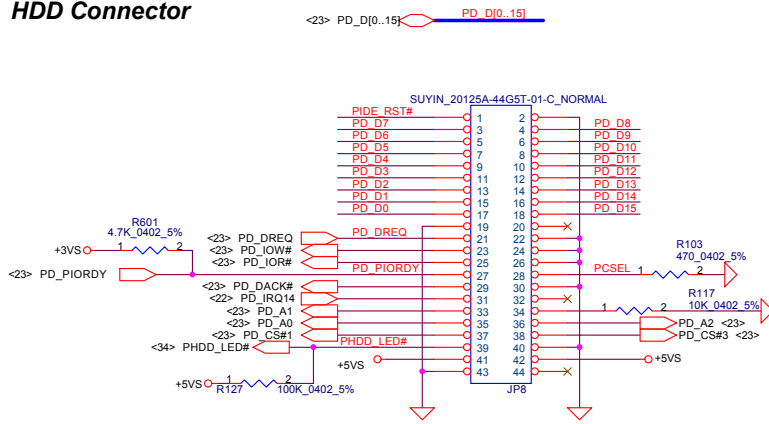 HDD Connector
<23> PD_D[0..15] PD_D[0..15]
SUYIN_20125A-44G5T-01-C_NORMAL
PIDE_RST# 1 2
PD_D7 3 4 PD_D8
PD_D6 5 6 PD_D9
PD_D5 7 8 PD_D10
PD_D4 9 10 PD_D11
PD_D3 11 12 PD_D12
PD_D2 13 14 PD_D13
PD_D1 15 16 PD_D14
PD_D0 17 18 PD_D15
19 20
R601
4.7K_0402_5%
<23> PD_DREQ PD_DREQ 21 22
+3VS 1 2 <23> PD_IOW# 23 24
<23> PD_IOR# 25 26
R103
470_0402_5%
<23> PD_PIORDY PD_PIORDY 27 28 PCSEL 1 2
<23> PD_DACK# 29 30
<22> PD_IRQ14 31 32
R117
10K_0402_5%
<23> PD_A1 33 34 1 2
<23> PD_A0 35 36 PD_A2 <23>
<23> PD_CS#1 37 38 PD_CS#3 <23>
<34> PHDD_LED# PHDD_LED# 39 40
+5VS 41 42 +5VS
43 44
+5VS 1 2
R127 100K_0402_5%
JP8